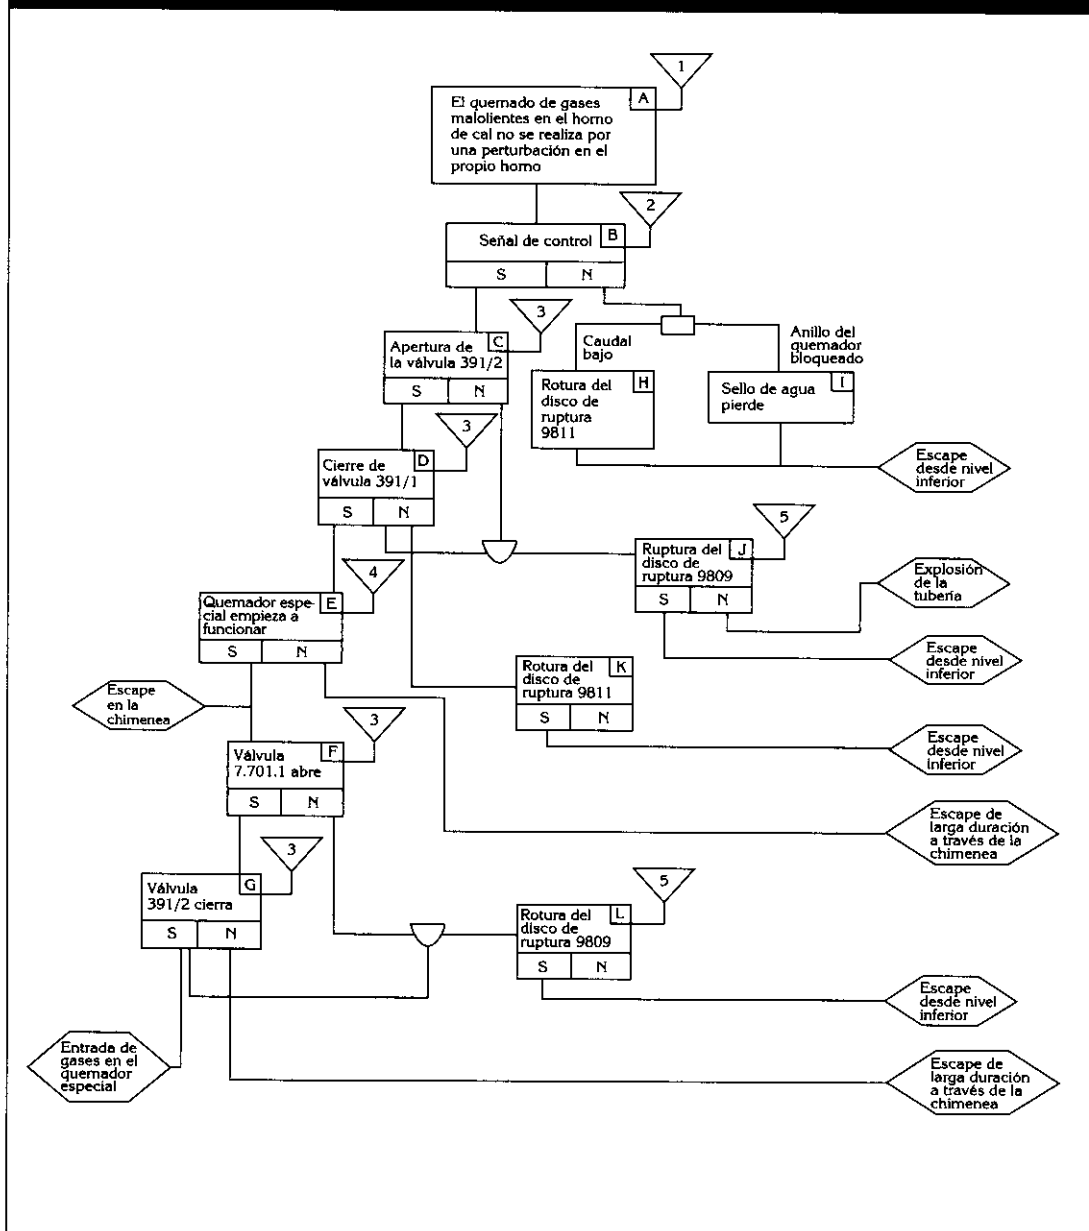 1
A
El quemado de gases
malolientes en el horno
de cal no se realiza por
una perturbación en el
propio horno
2
B
Señal de control
S N
3
C
Apertura de
la válvula 391/2
S N
Caudal
bajo
Anillo del
quemador
bloqueado
H
Rotura del
disco de
ruptura
9811
I
Sello de agua
pierde
Escape
desde nivel
inferior
3
D
Cierre de
válvula 391/1
S N
5
J
Ruptura del
disco de
ruptura 9809
S N
Explosión
de la
tubería
Escape
desde nivel
inferior
4
E
Quemador espe-
cial empieza a
funcionar
S N
K
Rotura del
disco de
ruptura 9811
S N
Escape
desde nivel
inferior
Escape
en la
chimenea
3
F
Válvula
7.701.1 abre
S N
Escape de
larga duración
a través de la
chimenea
3
G
Válvula
391/2 cierra
S N
5
L
Rotura del
disco de
ruptura 9809
S N
Escape
desde nivel
inferior
Entrada de
gases en el
quemador
especial
Escape de
larga duración
a través de la
chimenea